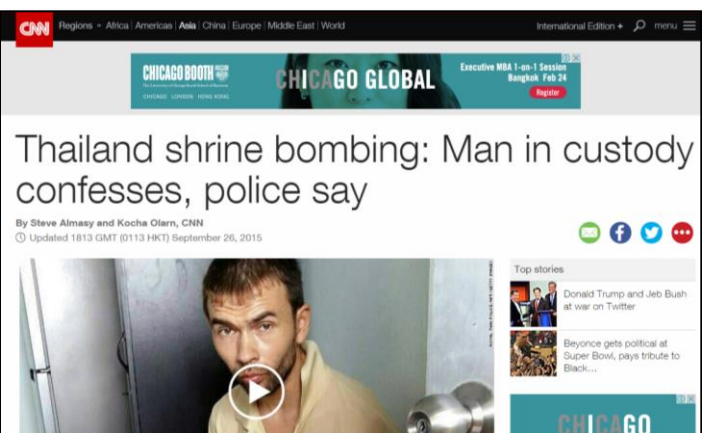 CNN Regions Africa | Americas | Asia | China | Europe | Middle East | World International Edition + menu
CHICAGO BOOTH
CHICAGO LONDON HONG KONG
CHICAGO GLOBAL
Executive MBA 1-on-1 Session
Bangkok Feb 24
Register
Thailand shrine bombing: Man in custody
confesses, police say
By Steve Almasy and Kocha Olarn, CNN
Updated 1813 GMT (0113 HKT) September 26, 2015
Top stories
Donald Trump and Jeb Bush
at war on Twitter
Beyonce gets political at
Super Bowl, pays tribute to
Black...
CHICAGO